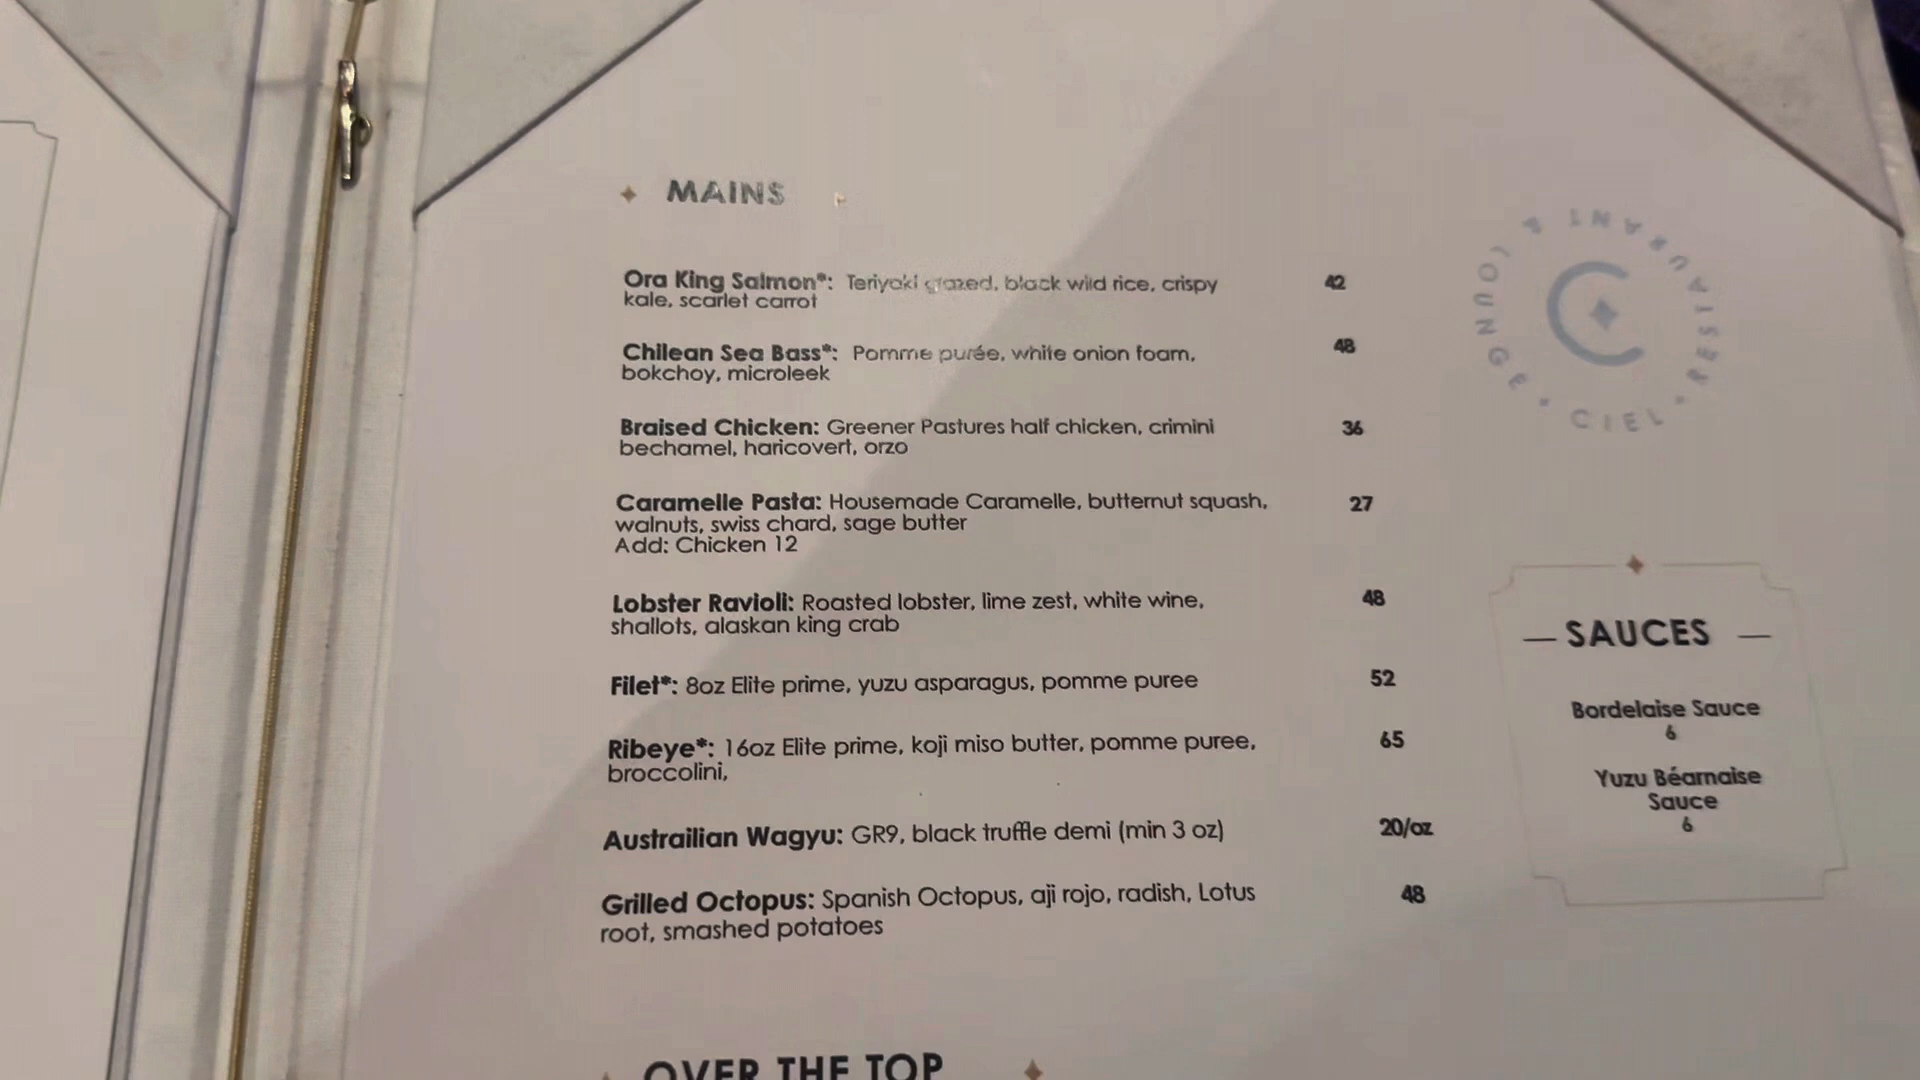 MAINS
Ora King Salmon*: Teriyaki grazed, black wild rice, crispy 42
kale, scarlet carrot
Chilean Sea Bass*: Pomme purée, white onion foam, 48
bokchoy, microleek
Braised Chicken: Greener Pastures half chicken, crimini 36
bechamel, haricovert, orzo
Caramelle Pasta: Housemade Caramelle, butternut squash, 27
walnuts, swiss chard, sage butter
Add: Chicken 12
Lobster Ravioli: Roasted lobster, lime zest, white wine, 48
shallots, alaskan king crab
Filet*: 8oz Elite prime, yuzu asparagus, pomme puree 52
Ribeye*: 16oz Elite prime, koji miso butter, pomme puree, 65
broccolini,
Austrailian Wagyu: GR9, black truffle demi (min 3 oz) 20/oz
Grilled Octopus: Spanish Octopus, aji rojo, radish, Lotus 48
root, smashed potatoes
OVER THE TOP
CIEL • RESTAURANT & LOUNGE •
— SAUCES —
Bordelaise Sauce
6
Yuzu Béarnaise
Sauce
6